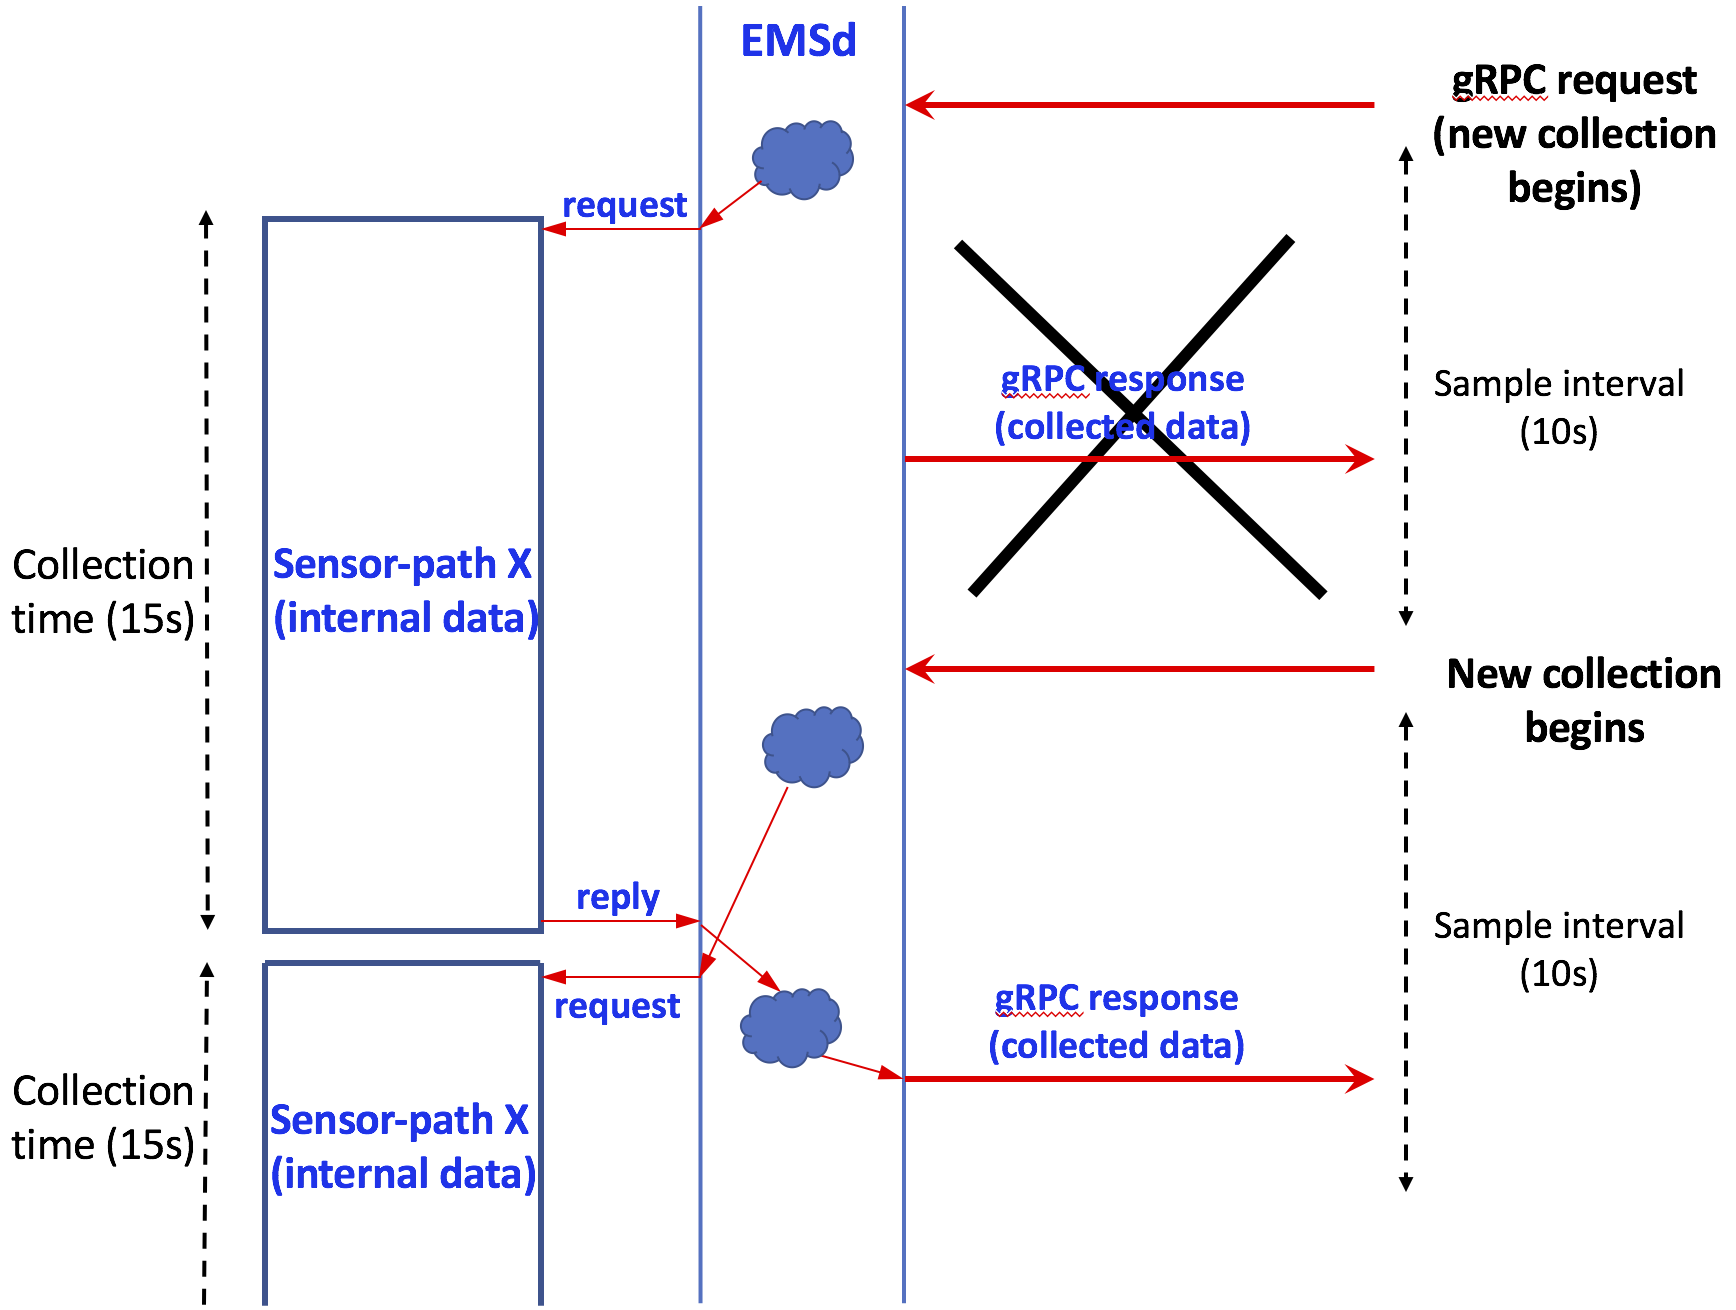 EMSd
gRPC request
(new collection
begins)
request
gRPC response
(collected data)
Sample interval
(10s)
Collection
time (15s)
Sensor-path X
(internal data)
New collection
begins
reply
Sample interval
(10s)
request
gRPC response
(collected data)
Collection
time (15s)
Sensor-path X
(internal data)